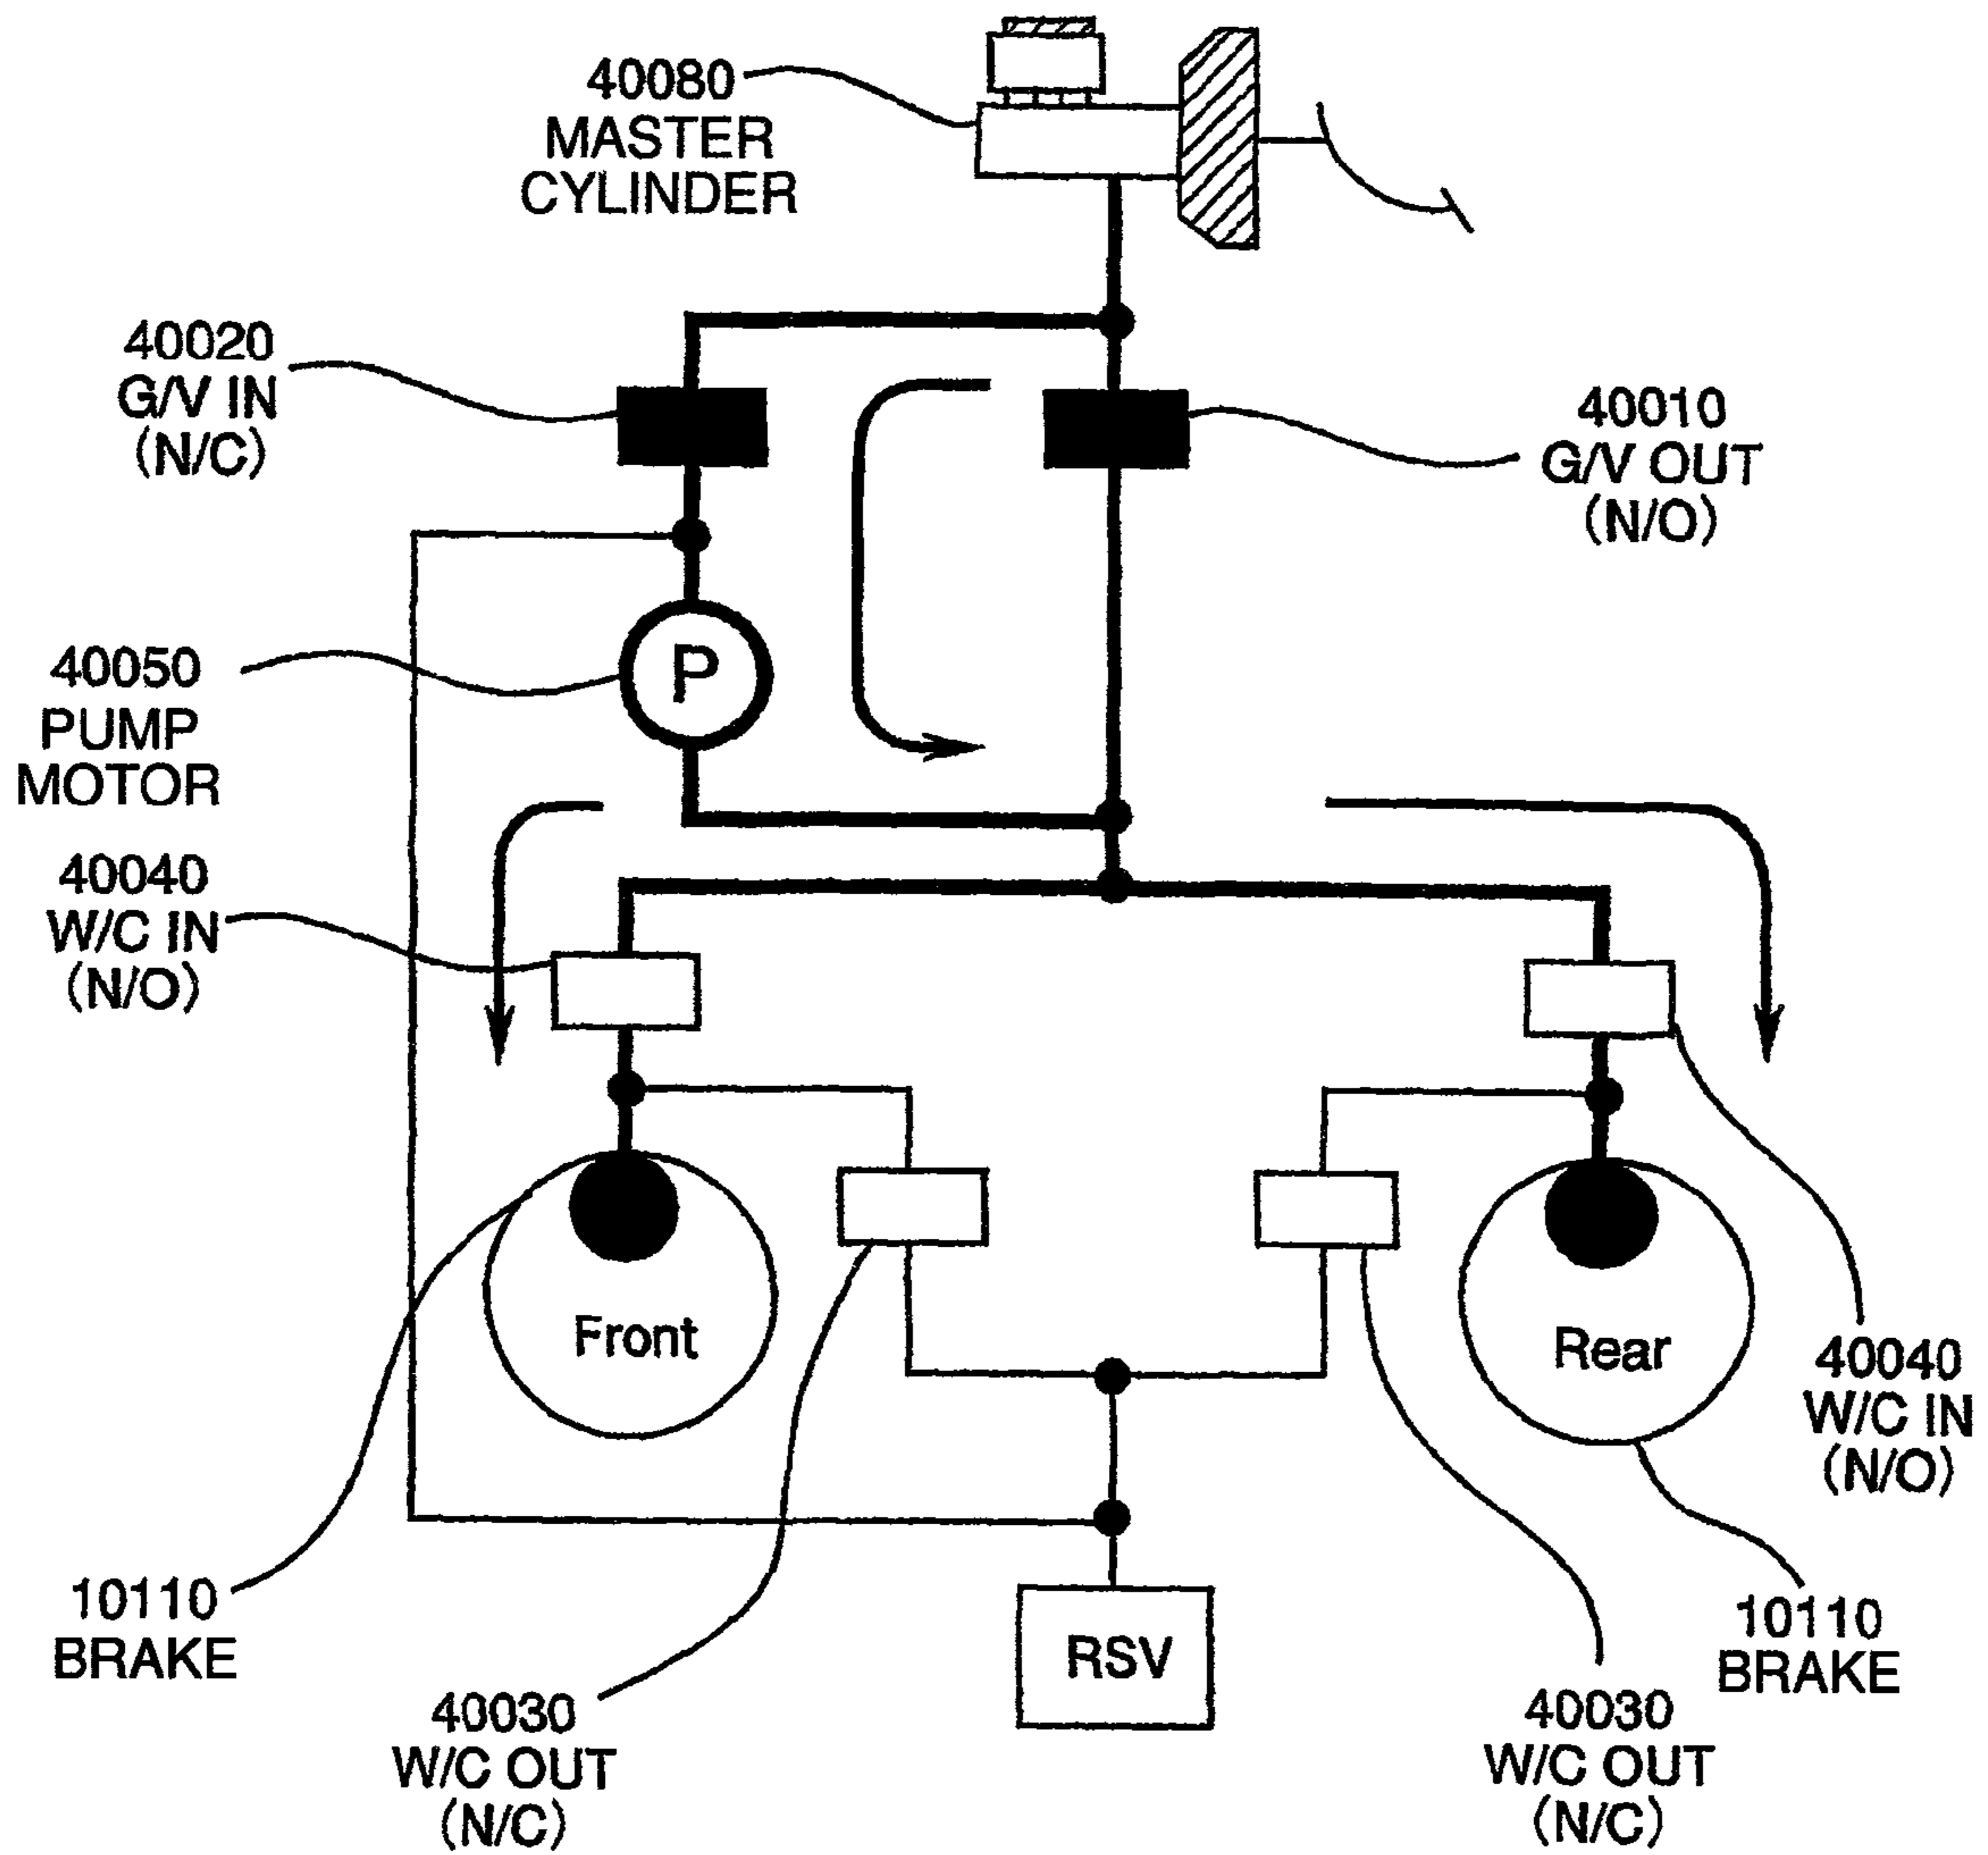 40080
MASTER
CYLINDER
40020
G/V IN
(N/C)
40010
G/V OUT
(N/O)
40050
PUMP
MOTOR
P
40040
W/C IN
(N/O)
Front
Rear
40040
W/C IN
(N/O)
10110
BRAKE
RSV
10110
BRAKE
40030
W/C OUT
(N/C)
40030
W/C OUT
(N/C)